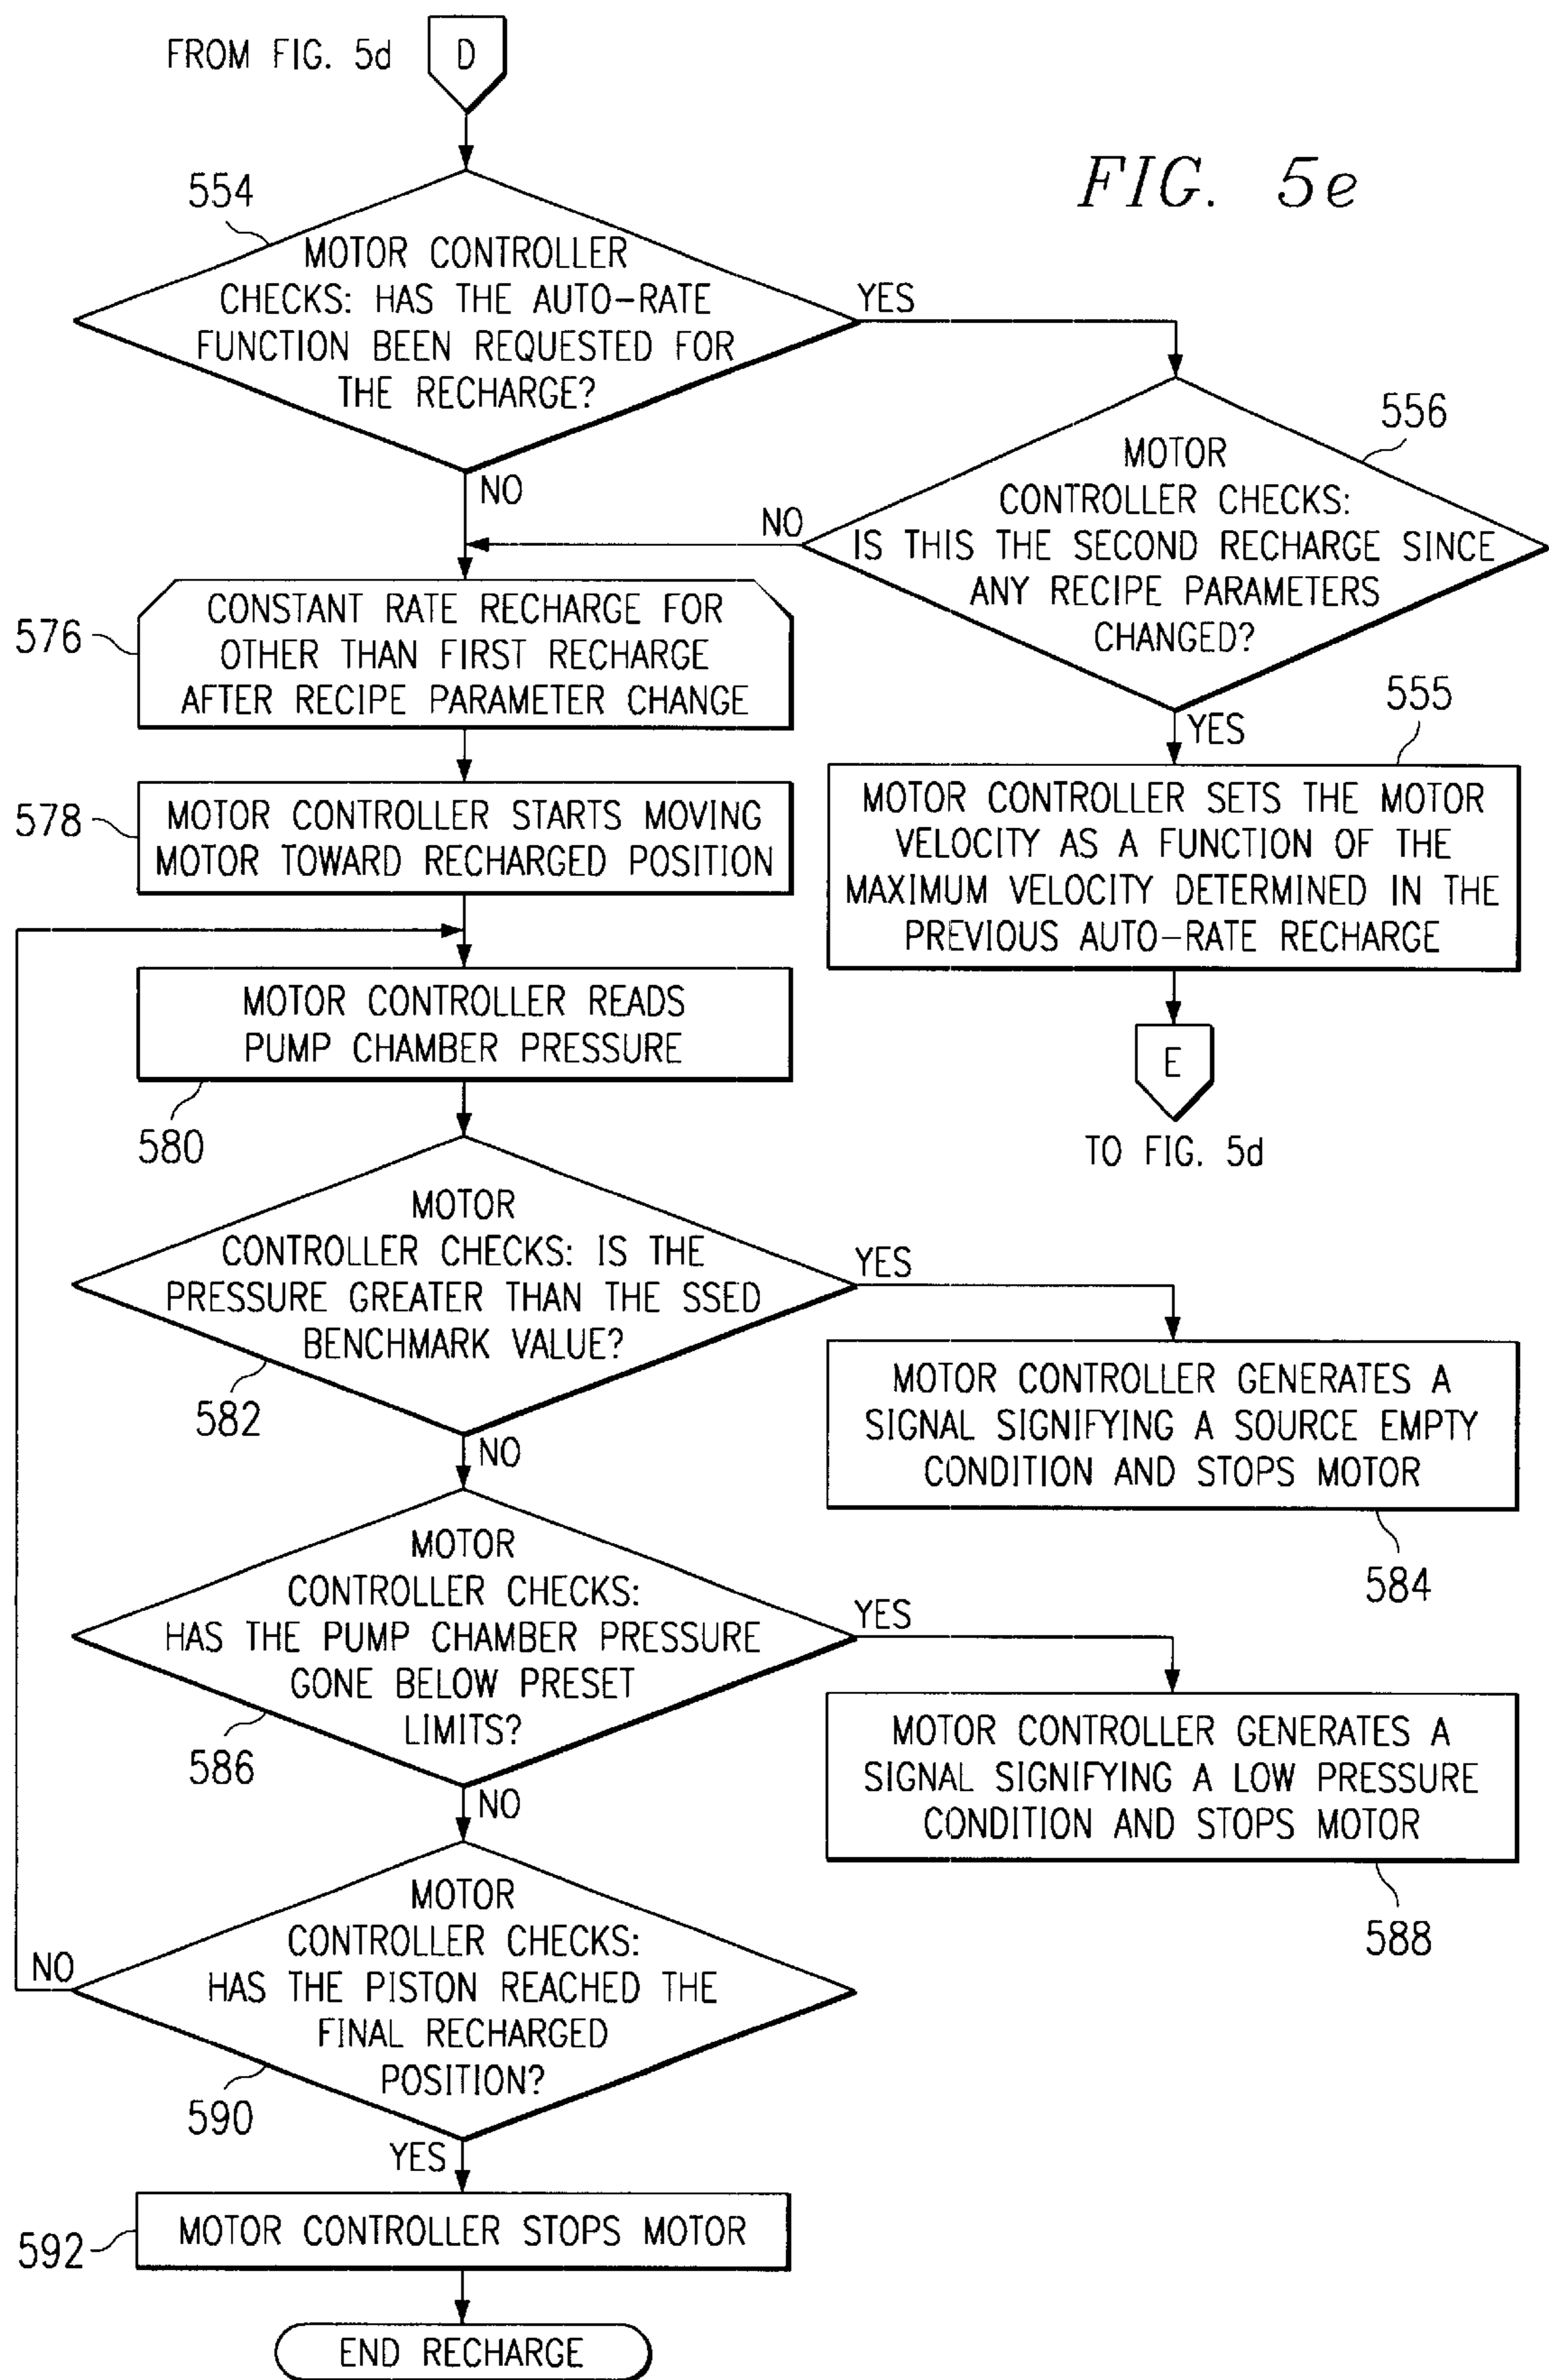 FROM FIG. 5d
D
FIG. 5e
554
MOTOR CONTROLLER
CHECKS: HAS THE AUTO-RATE
FUNCTION BEEN REQUESTED FOR
THE RECHARGE?
YES
NO
556
MOTOR
CONTROLLER CHECKS:
IS THIS THE SECOND RECHARGE SINCE
ANY RECIPE PARAMETERS
CHANGED?
NO
YES
576
CONSTANT RATE RECHARGE FOR
OTHER THAN FIRST RECHARGE
AFTER RECIPE PARAMETER CHANGE
555
MOTOR CONTROLLER SETS THE MOTOR
VELOCITY AS A FUNCTION OF THE
MAXIMUM VELOCITY DETERMINED IN THE
PREVIOUS AUTO-RATE RECHARGE
E
TO FIG. 5d
578
MOTOR CONTROLLER STARTS MOVING
MOTOR TOWARD RECHARGED POSITION
MOTOR CONTROLLER READS
PUMP CHAMBER PRESSURE
580
MOTOR
CONTROLLER CHECKS: IS THE
PRESSURE GREATER THAN THE SSED
BENCHMARK VALUE?
582
YES
NO
MOTOR CONTROLLER GENERATES A
SIGNAL SIGNIFYING A SOURCE EMPTY
CONDITION AND STOPS MOTOR
584
MOTOR
CONTROLLER CHECKS:
HAS THE PUMP CHAMBER PRESSURE
GONE BELOW PRESET
LIMITS?
586
YES
NO
MOTOR CONTROLLER GENERATES A
SIGNAL SIGNIFYING A LOW PRESSURE
CONDITION AND STOPS MOTOR
588
MOTOR
CONTROLLER CHECKS:
HAS THE PISTON REACHED THE
FINAL RECHARGED
POSITION?
590
NO
YES
592
MOTOR CONTROLLER STOPS MOTOR
END RECHARGE